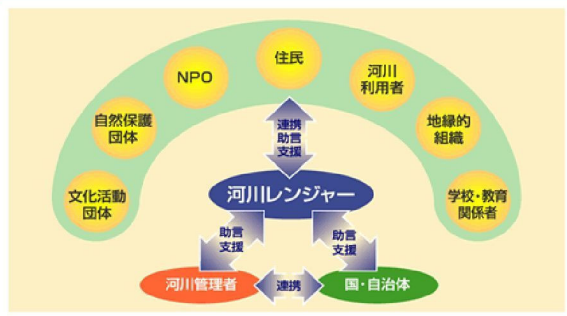 住民
NPO
河川
利用者
自然保護
団体
地縁的
組織
文化活動
団体
学校・教育
関係者
連携
助言
支援
河川レンジャー
助言
支援
助言
支援
河川管理者
連携
国・自治体